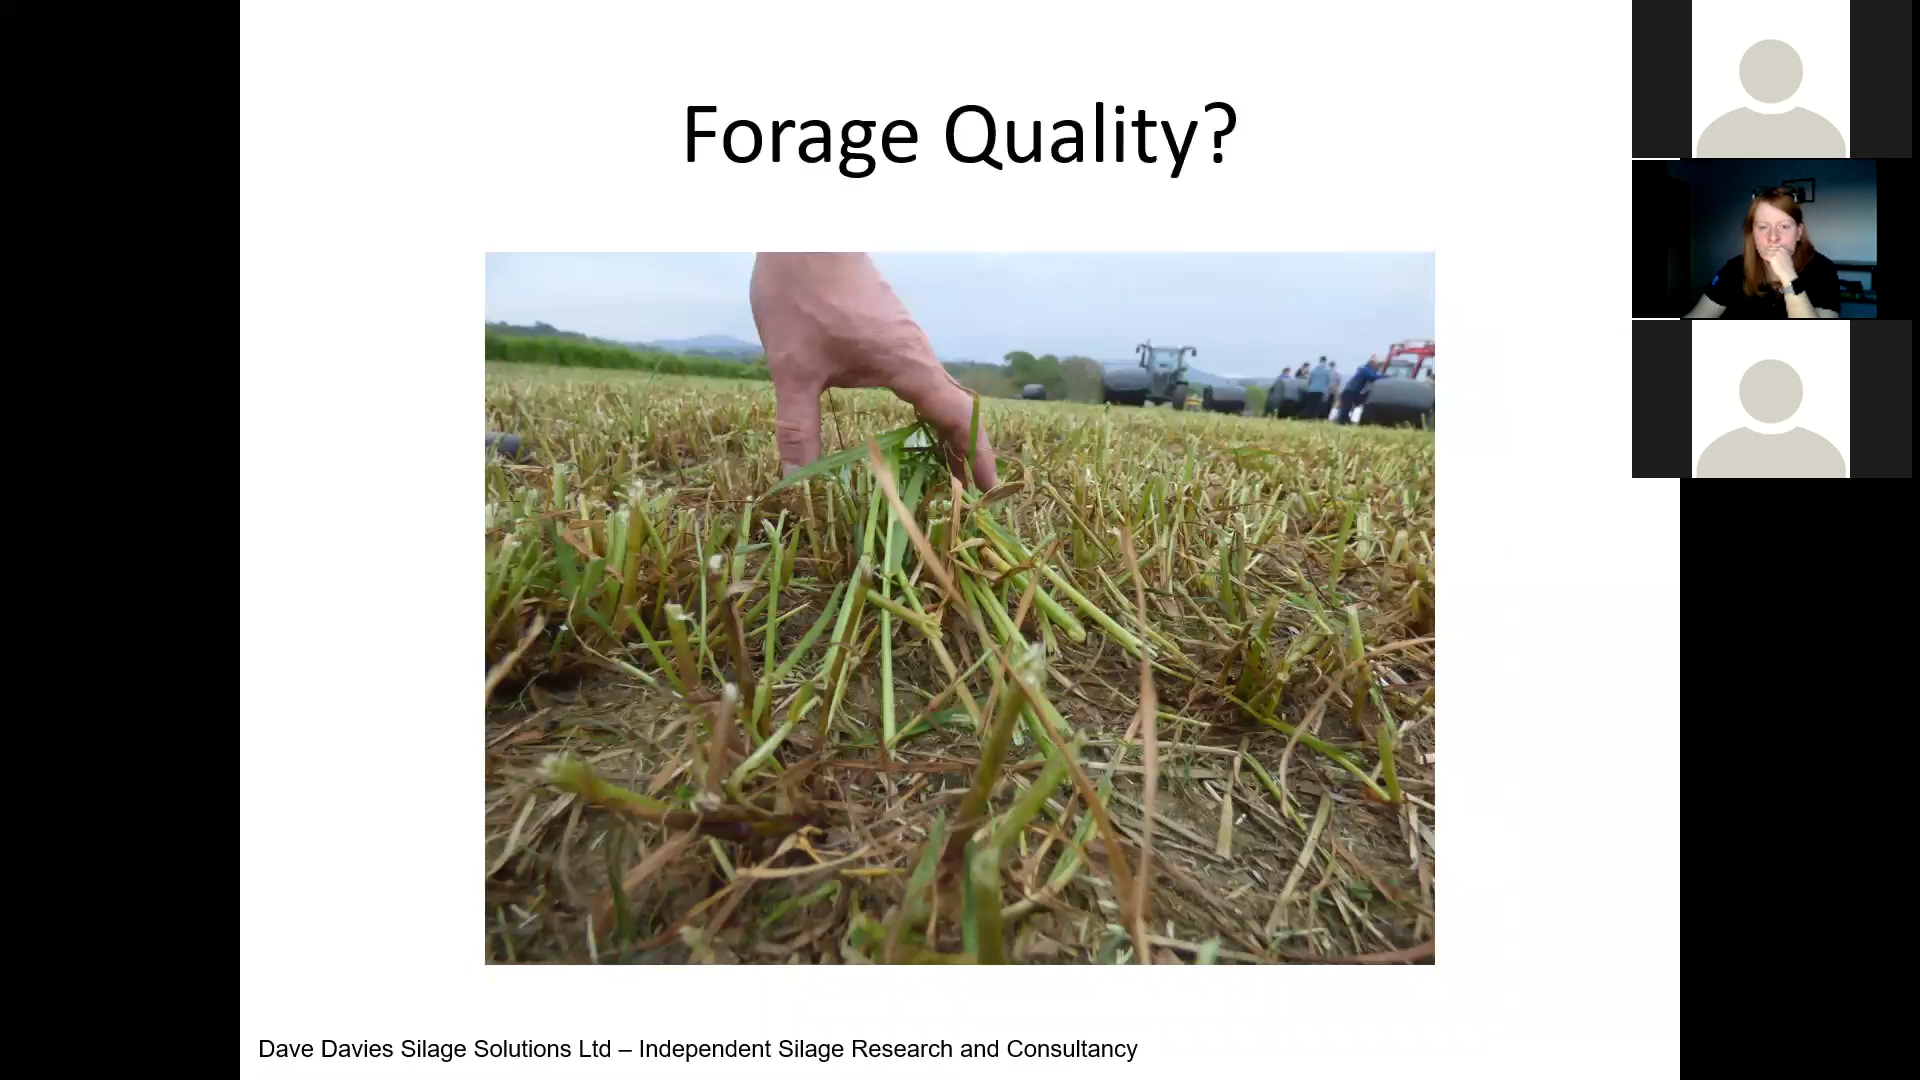 Forage Quality?
Dave Davies Silage Solutions Ltd – Independent Silage Research and Consultancy